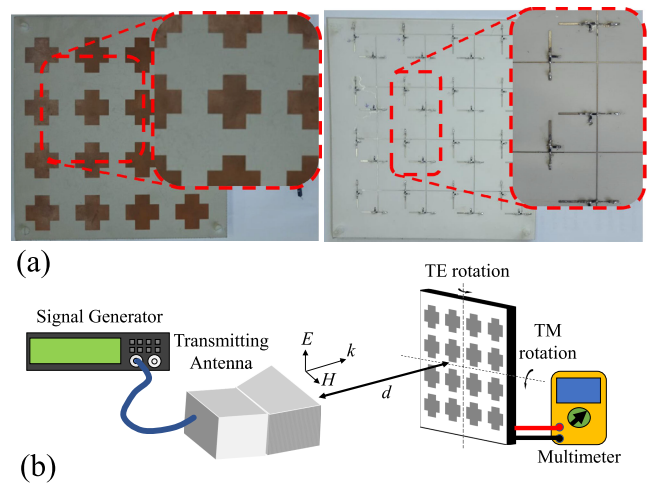 (a)
TE rotation
Signal Generator
Transmitting
Antenna
E
k
H
d
TM
rotation
Multimeter
(b)